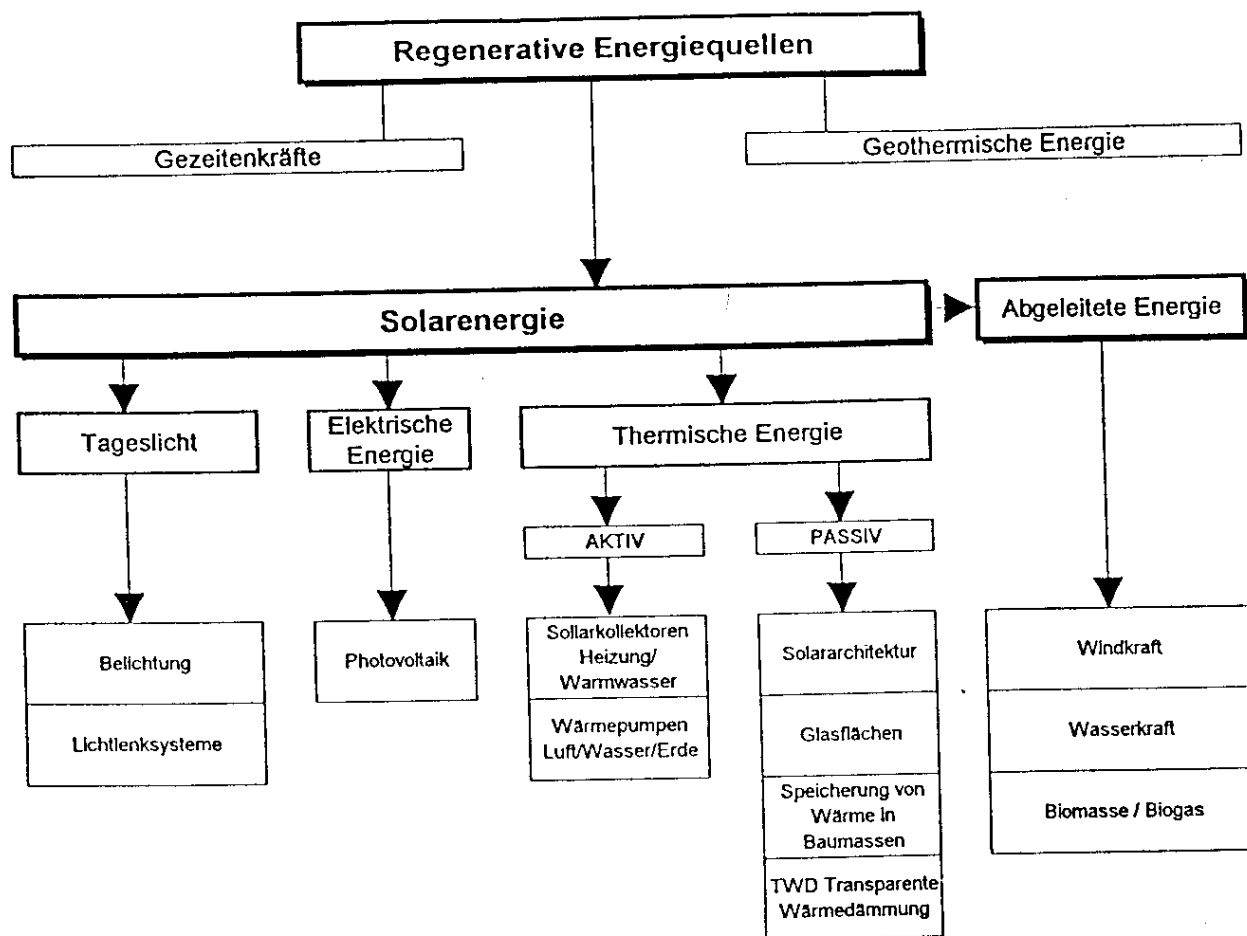 Regenerative Energiequellen
Gezeitenkräfte
Geothermische Energie
Solarenergie
Abgeleitete Energie
Tageslicht
Elektrische
Energie
Thermische Energie
AKTIV
PASSIV
Belichtung
Lichtlenksysteme
Photovoltaik
Sollarkollektoren
Heizung/
Warmwasser
Wärmepumpen
Luft/Wasser/Erde
Solararchitektur
Glasflächen
Speicherung von
Wärme in
Baumassen
TWD Transparente
Wärmedämmung
Windkraft
Wasserkraft
Biomasse / Biogas